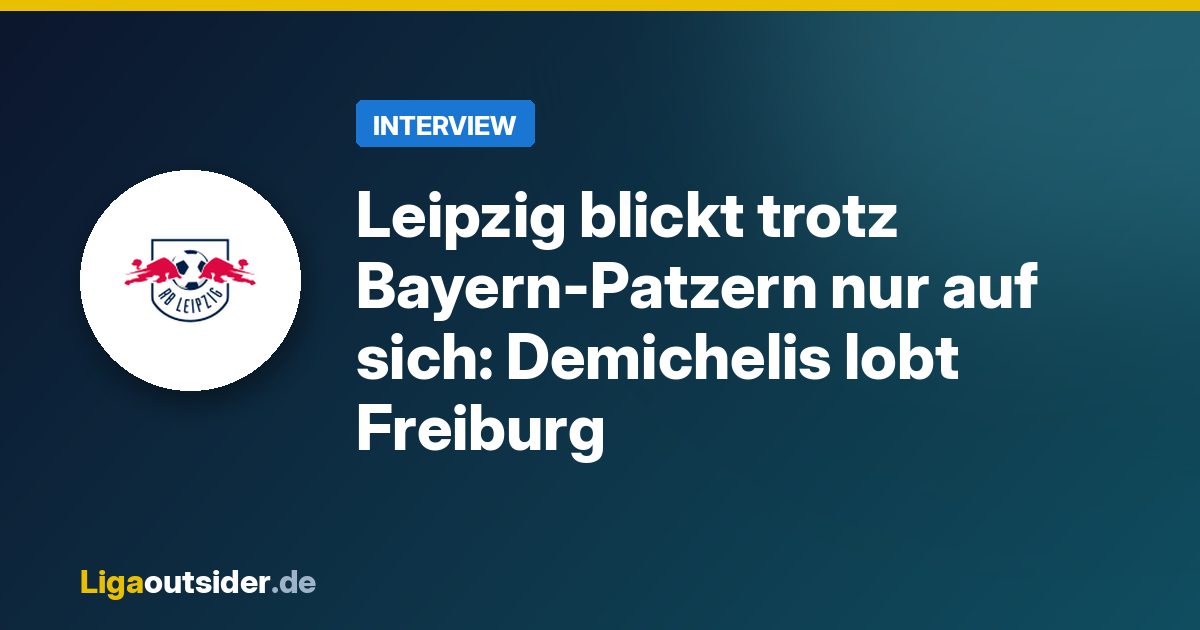 INTERVIEW
Leipzig blickt trotz
Bayern-Patzern nur auf
sich: Demichelis lobt
Freiburg
RB LEIPZIG
Ligaoutsider.de